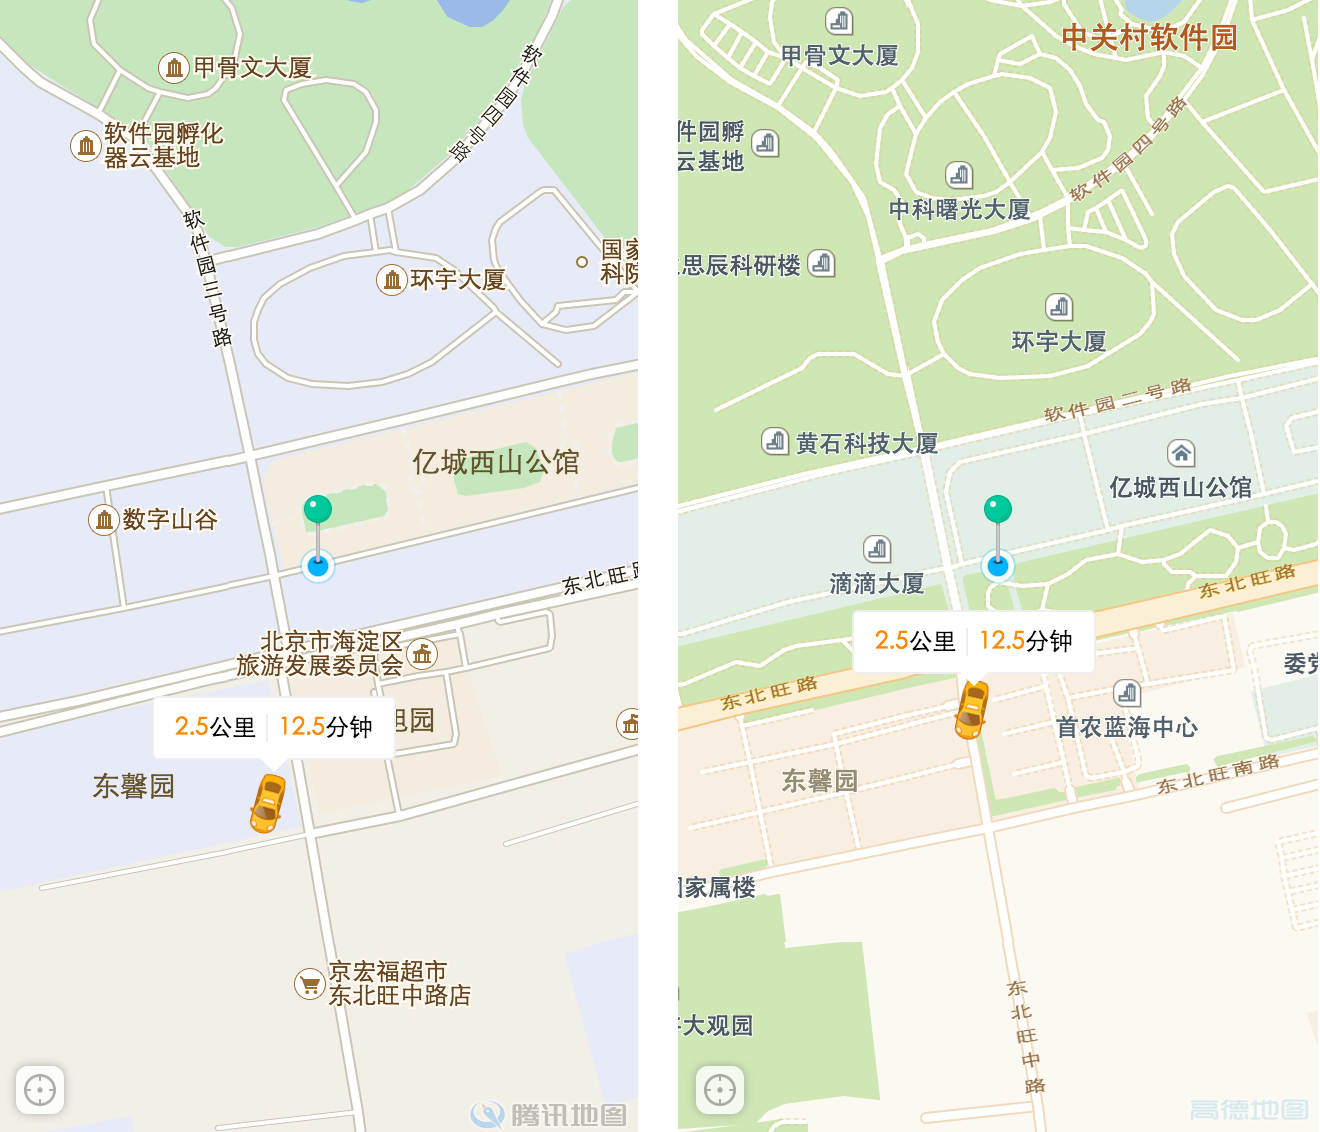 甲骨文大厦
软件园四号路
软件园孵化
器云基地
软件园三号路
国家
科院
环宇大厦
亿城西山公馆
数字山谷
东北旺路
北京市海淀区
旅游发展委员会
2.5公里 12.5分钟
旭园
东馨园
京宏福超市
东北旺中路店
腾讯地图
中关村软件园
甲骨文大厦
软件园四号路
件园孵
云基地
中科曙光大厦
思辰科研楼
环宇大厦
软件园二号路
黄石科技大厦
亿城西山公馆
滴滴大厦
东北旺路
2.5公里 12.5分钟
委党
东北旺路
首农蓝海中心
东北旺南路
东馨园
家属楼
大观园
东北旺中路
高德地图